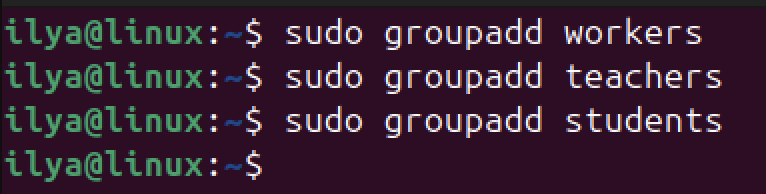 ilya@linux:~$ sudo groupadd workers
ilya@linux:~$ sudo groupadd teachers
ilya@linux:~$ sudo groupadd students
ilya@linux:~$